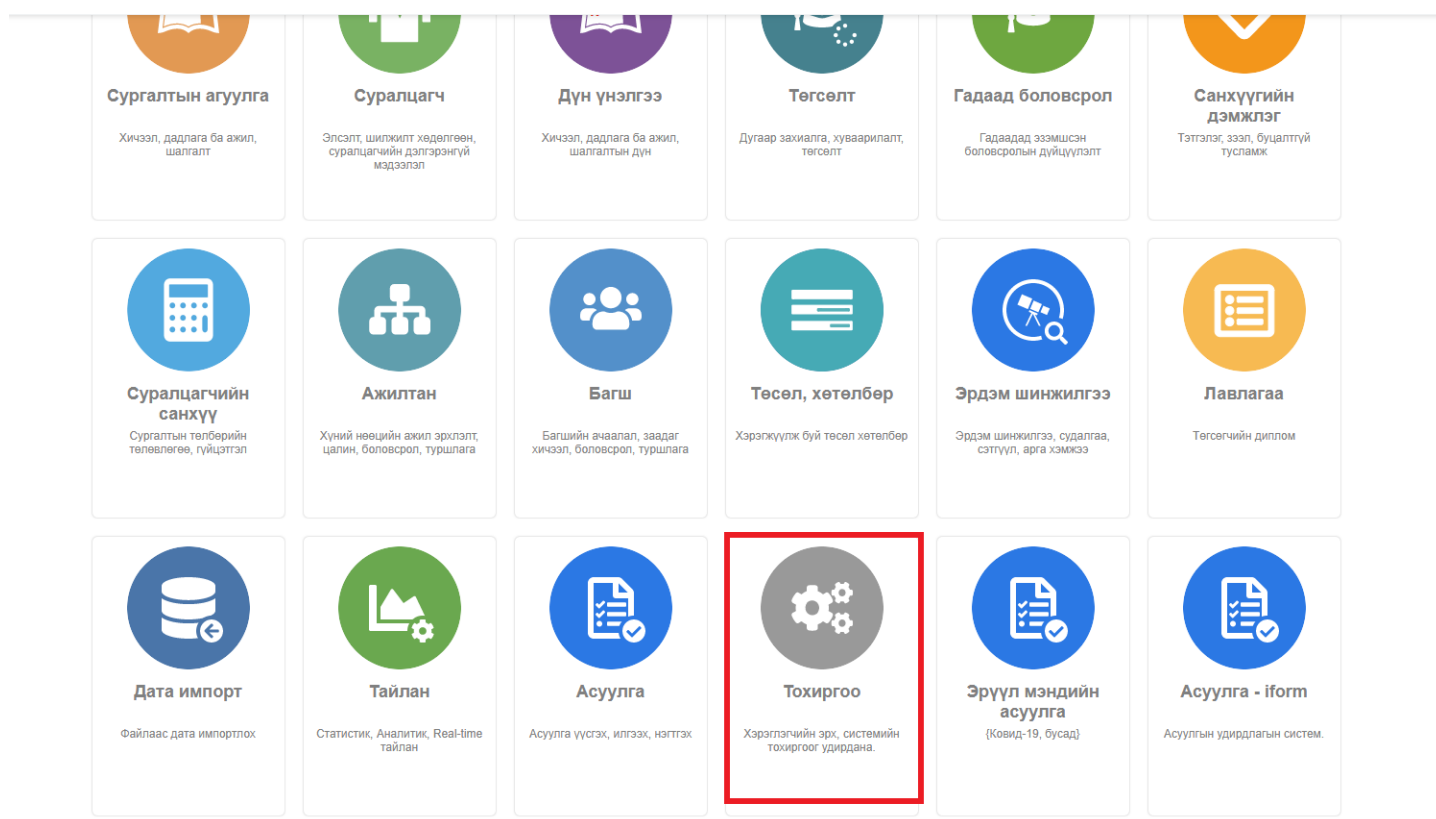 Сургалтын агуулга
Хичээл, дадлага ба ажил,
шалгалт
Суралцагч
Элсэлт, шилжилт хөдөлгөөн,
суралцагчийн дэлгэрэнгүй
мэдээлэл
Дүн үнэлгээ
Хичээл, дадлага ба ажил,
шалгалтын дүн
Төгсөлт
Дугаар захиалга, хуваарилалт,
төгсөлт
Гадаад боловсрол
Гадаадад эзэмшсэн
боловсролын дүйцүүлэлт
Санхүүгийн
дэмжлэг
Тэтгэлэг, зээл, буцалтгүй
тусламж
Суралцагчийн
санхүү
Сургалтын төлбөрийн
төлөвлөгөө, гүйцэтгэл
Ажилтан
Хүний нөөцийн ажил эрхлэлт,
цалин, боловсрол, туршлага
Багш
Багшийн ачаалал, заадаг
хичээл, боловсрол, туршлага
Төсөл, хөтөлбөр
Хэрэгжүүлж буй төсөл хөтөлбөр
Эрдэм шинжилгээ
Эрдэм шинжилгээ, судалгаа,
сэтгүүл, арга хэмжээ
Лавлагаа
Төгсөгчийн диплом
Дата импорт
Файлаас дата импортлох
Тайлан
Статистик, Аналитик, Real-time
тайлан
Асуулга
Асуулга үүсгэх, илгээх, нэгтгэх
Тохиргоо
Хэрэглэгчийн эрх, системийн
тохиргоог удирдана.
Эрүүл мэндийн
асуулга
{Ковид-19, бусад}
Асуулга - iform
Асуулгын удирдлагын систем.